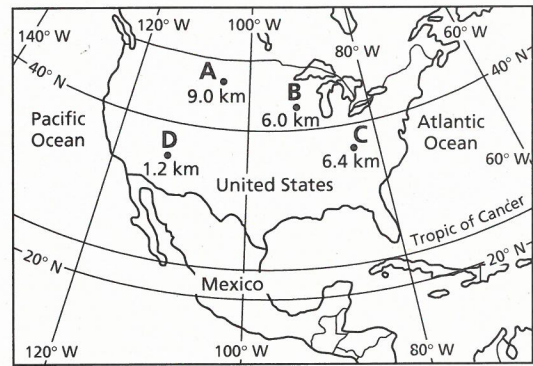 120° W
100° W
140° W
80° W
60° W
40° N
40° N
A
9.0 km
B
6.0 km
Pacific
Ocean
D
1.2 km
C
6.4 km
Atlantic
Ocean
60° W
United States
Tropic of Cancer
20° N
20° N
Mexico
120° W
100° W
80° W